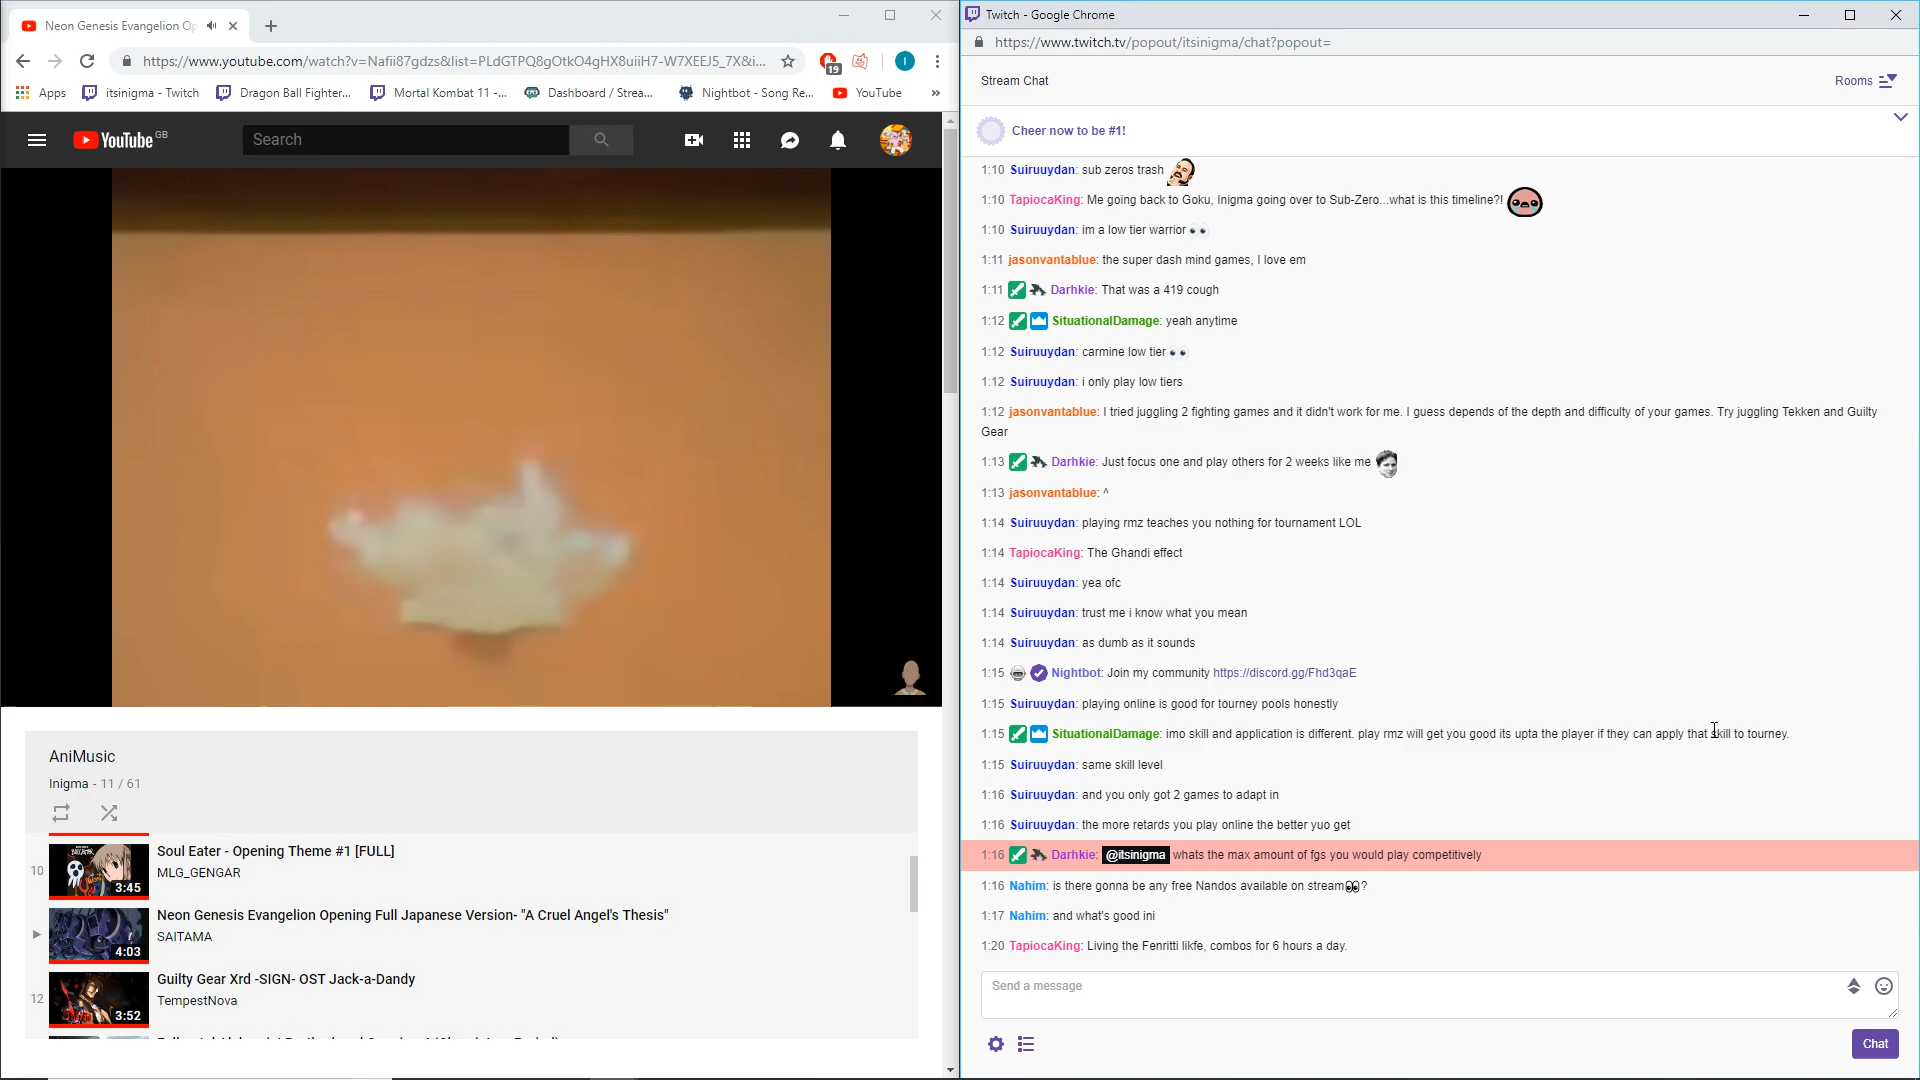 Neon Genesis Evangelion Op
https://www.youtube.com/watch?v=Nafii87gdzs&list=PLdGTPQ8gOtkO4gHX8uiiH7-W7XEEJ5_7X&i...
19
I
Apps
itsinigma - Twitch
Dragon Ball Fighter...
Mortal Kombat 11 -...
Dashboard / Strea...
Nightbot - Song Re...
YouTube
»
YouTube GB
Search
AniMusic
Inigma - 11 / 61
10
3:45
Soul Eater - Opening Theme #1 [FULL]
MLG_GENGAR
4:03
Neon Genesis Evangelion Opening Full Japanese Version- "A Cruel Angel's Thesis"
SAITAMA
12
3:52
Guilty Gear Xrd -SIGN- OST Jack-a-Dandy
TempestNova
Twitch - Google Chrome
https://www.twitch.tv/popout/itsinigma/chat?popout=
Stream Chat
Rooms
Cheer now to be #1!
1:10 Suiruuydan: sub zeros trash
1:10 TapiocaKing: Me going back to Goku, Inigma going over to Sub-Zero...what is this timeline?!
1:10 Suiruuydan: im a low tier warrior
1:11 jasonvantablue: the super dash mind games, I love em
1:11 Darhkie: That was a 419 cough
1:12 SituationalDamage: yeah anytime
1:12 Suiruuydan: carmine low tier
1:12 Suiruuydan: i only play low tiers
1:12 jasonvantablue: I tried juggling 2 fighting games and it didn't work for me. I guess depends of the depth and difficulty of your games. Try juggling Tekken and Guilty
Gear
1:13 Darhkie: Just focus one and play others for 2 weeks like me
1:13 jasonvantablue: ^
1:14 Suiruuydan: playing rmz teaches you nothing for tournament LOL
1:14 TapiocaKing: The Ghandi effect
1:14 Suiruuydan: yea ofc
1:14 Suiruuydan: trust me i know what you mean
1:14 Suiruuydan: as dumb as it sounds
1:15 Nightbot: Join my community https://discord.gg/Fhd3qaE
1:15 Suiruuydan: playing online is good for tourney pools honestly
1:15 SituationalDamage: imo skill and application is different. play rmz will get you good its upta the player if they can apply that skill to tourney.
1:15 Suiruuydan: same skill level
1:16 Suiruuydan: and you only got 2 games to adapt in
1:16 Suiruuydan: the more retards you play online the better yuo get
1:16 Darhkie: @itsinigma whats the max amount of fgs you would play competitively
1:16 Nahim: is there gonna be any free Nandos available on stream👀?
1:17 Nahim: and what's good ini
1:20 TapiocaKing: Living the Fenritti likfe, combos for 6 hours a day.
Send a message
Chat